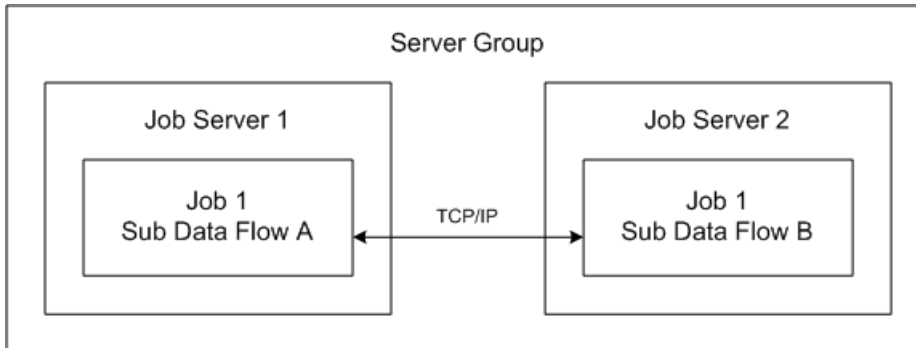 Server Group
Job Server 1
Job 1
Sub Data Flow A
TCP/IP
Job Server 2
Job 1
Sub Data Flow B